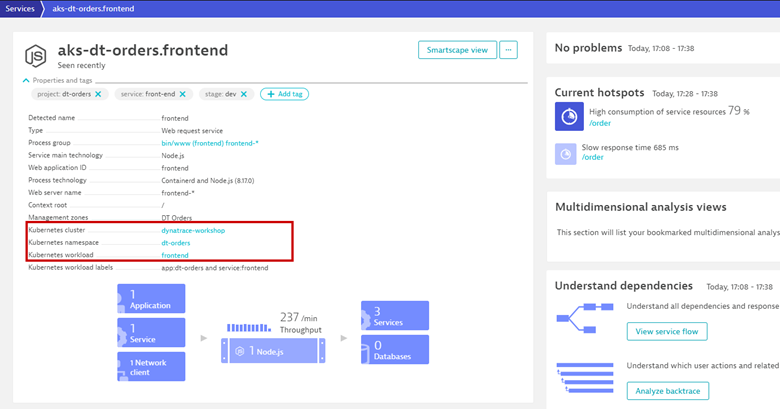 Services
aks-dt-orders.frontend
JS
aks-dt-orders.frontend
Seen recently
Smartscape view
...
Properties and tags
project: dt-orders
service: front-end
stage: dev
Add tag
Detected name frontend
Type Web request service
Process group bin/www (frontend) frontend-*
Service main technology Node.js
Web application ID frontend
Process technology Containerd and Node.js (8.17.0)
Web server name frontend-*
Context root /
Management zones DT Orders
Kubernetes cluster dynatrace-workshop
Kubernetes namespace dt-orders
Kubernetes workload frontend
Kubernetes workload labels app:dt-orders and service:frontend
1
Application
1
Service
1 Network
client
237 /min
Throughput
1 Node.js
3
Services
0
Databases
No problems Today, 17:08 - 17:38
Current hotspots Today, 17:28 - 17:38
High consumption of service resources 79 %
/order
Slow response time 685 ms
/order
Multidimensional analysis views
This section will list your bookmarked multidimensional analys
Understand dependencies Today, 17:08 - 17:38
Understand all dependencies and response
View service flow
Understand which user actions and related
Analyze backtrace